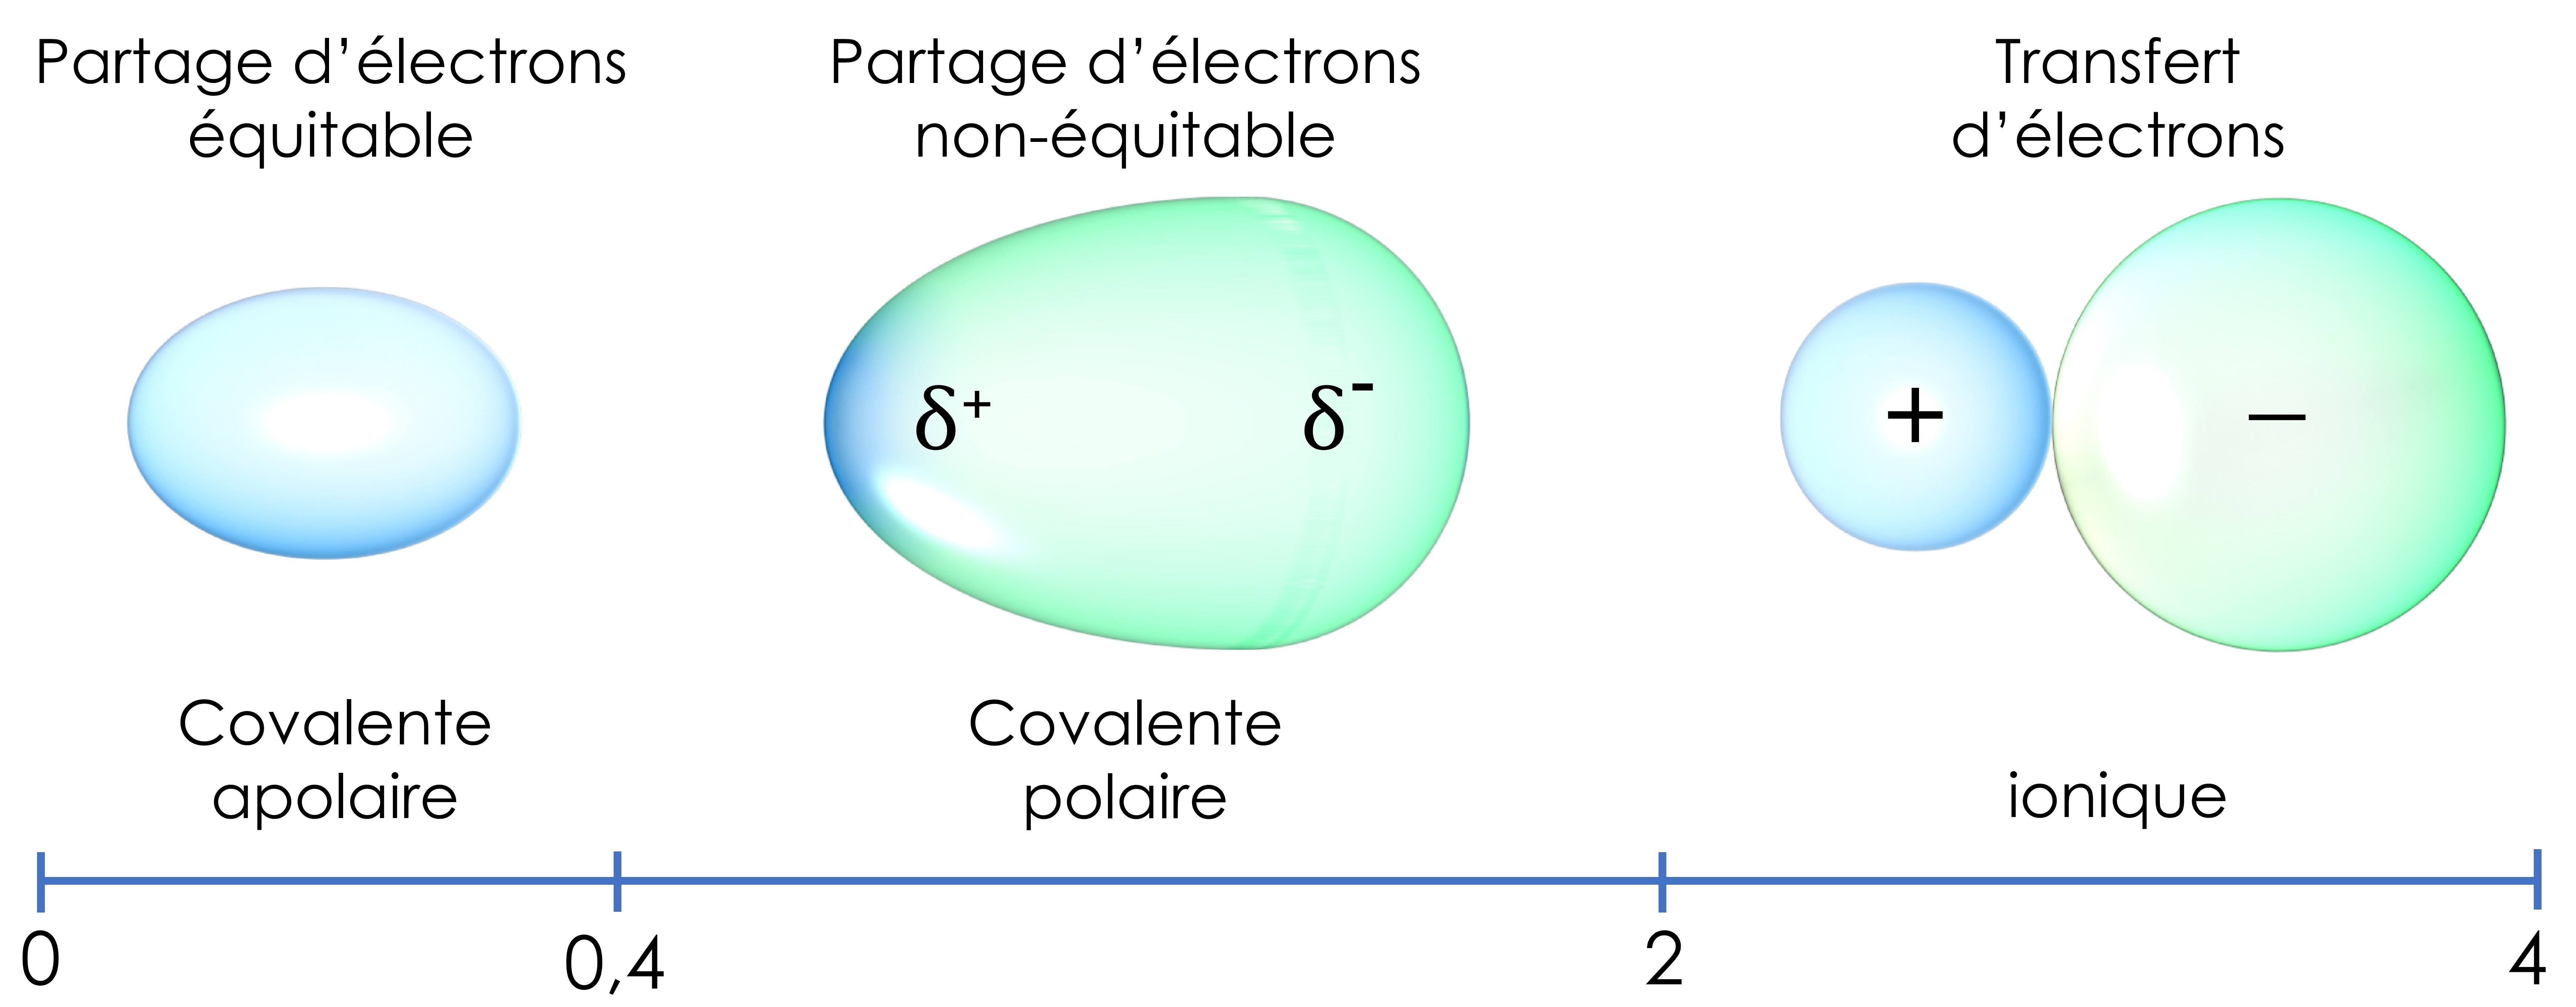 Partage d’électrons
équitable
Partage d’électrons
non-équitable
Transfert
d’électrons
δ⁺
δ⁻
+
−
Covalente
apolaire
Covalente
polaire
ionique
0
0,4
2
4